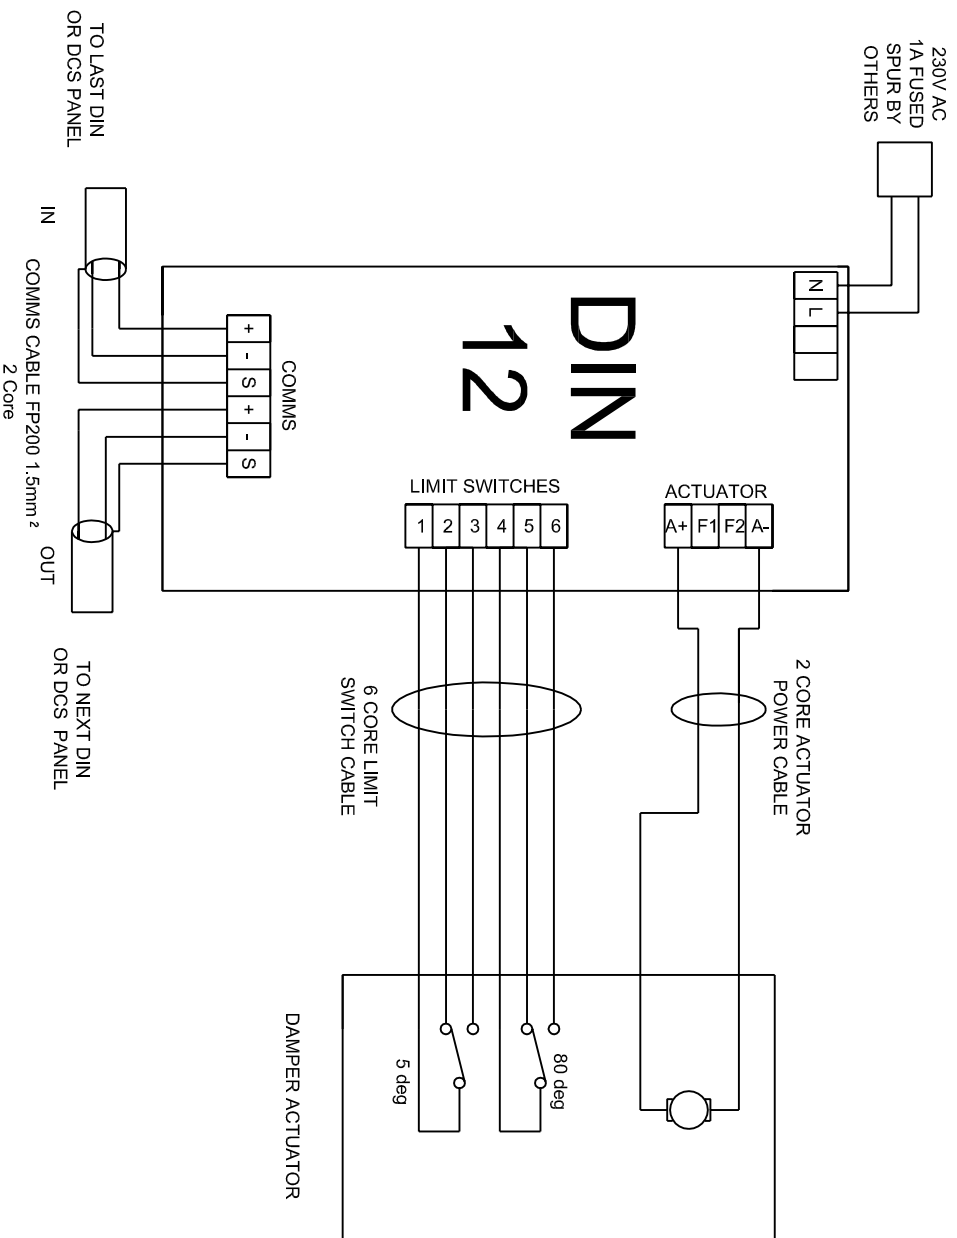 230V AC
1A FUSED
SPUR BY
OTHERS
TO LAST DIN
OR DCS PANEL
N
L
DIN
12
IN
COMMS CABLE FP200 1.5mm ²
2 Core
OUT
COMMS
+
-
S
+
-
S
LIMIT SWITCHES
1 2 3 4 5 6
ACTUATOR
A+ F1 F2 A-
TO NEXT DIN
OR DCS PANEL
6 CORE LIMIT
SWITCH CABLE
2 CORE ACTUATOR
POWER CABLE
5 deg
80 deg
DAMPER ACTUATOR